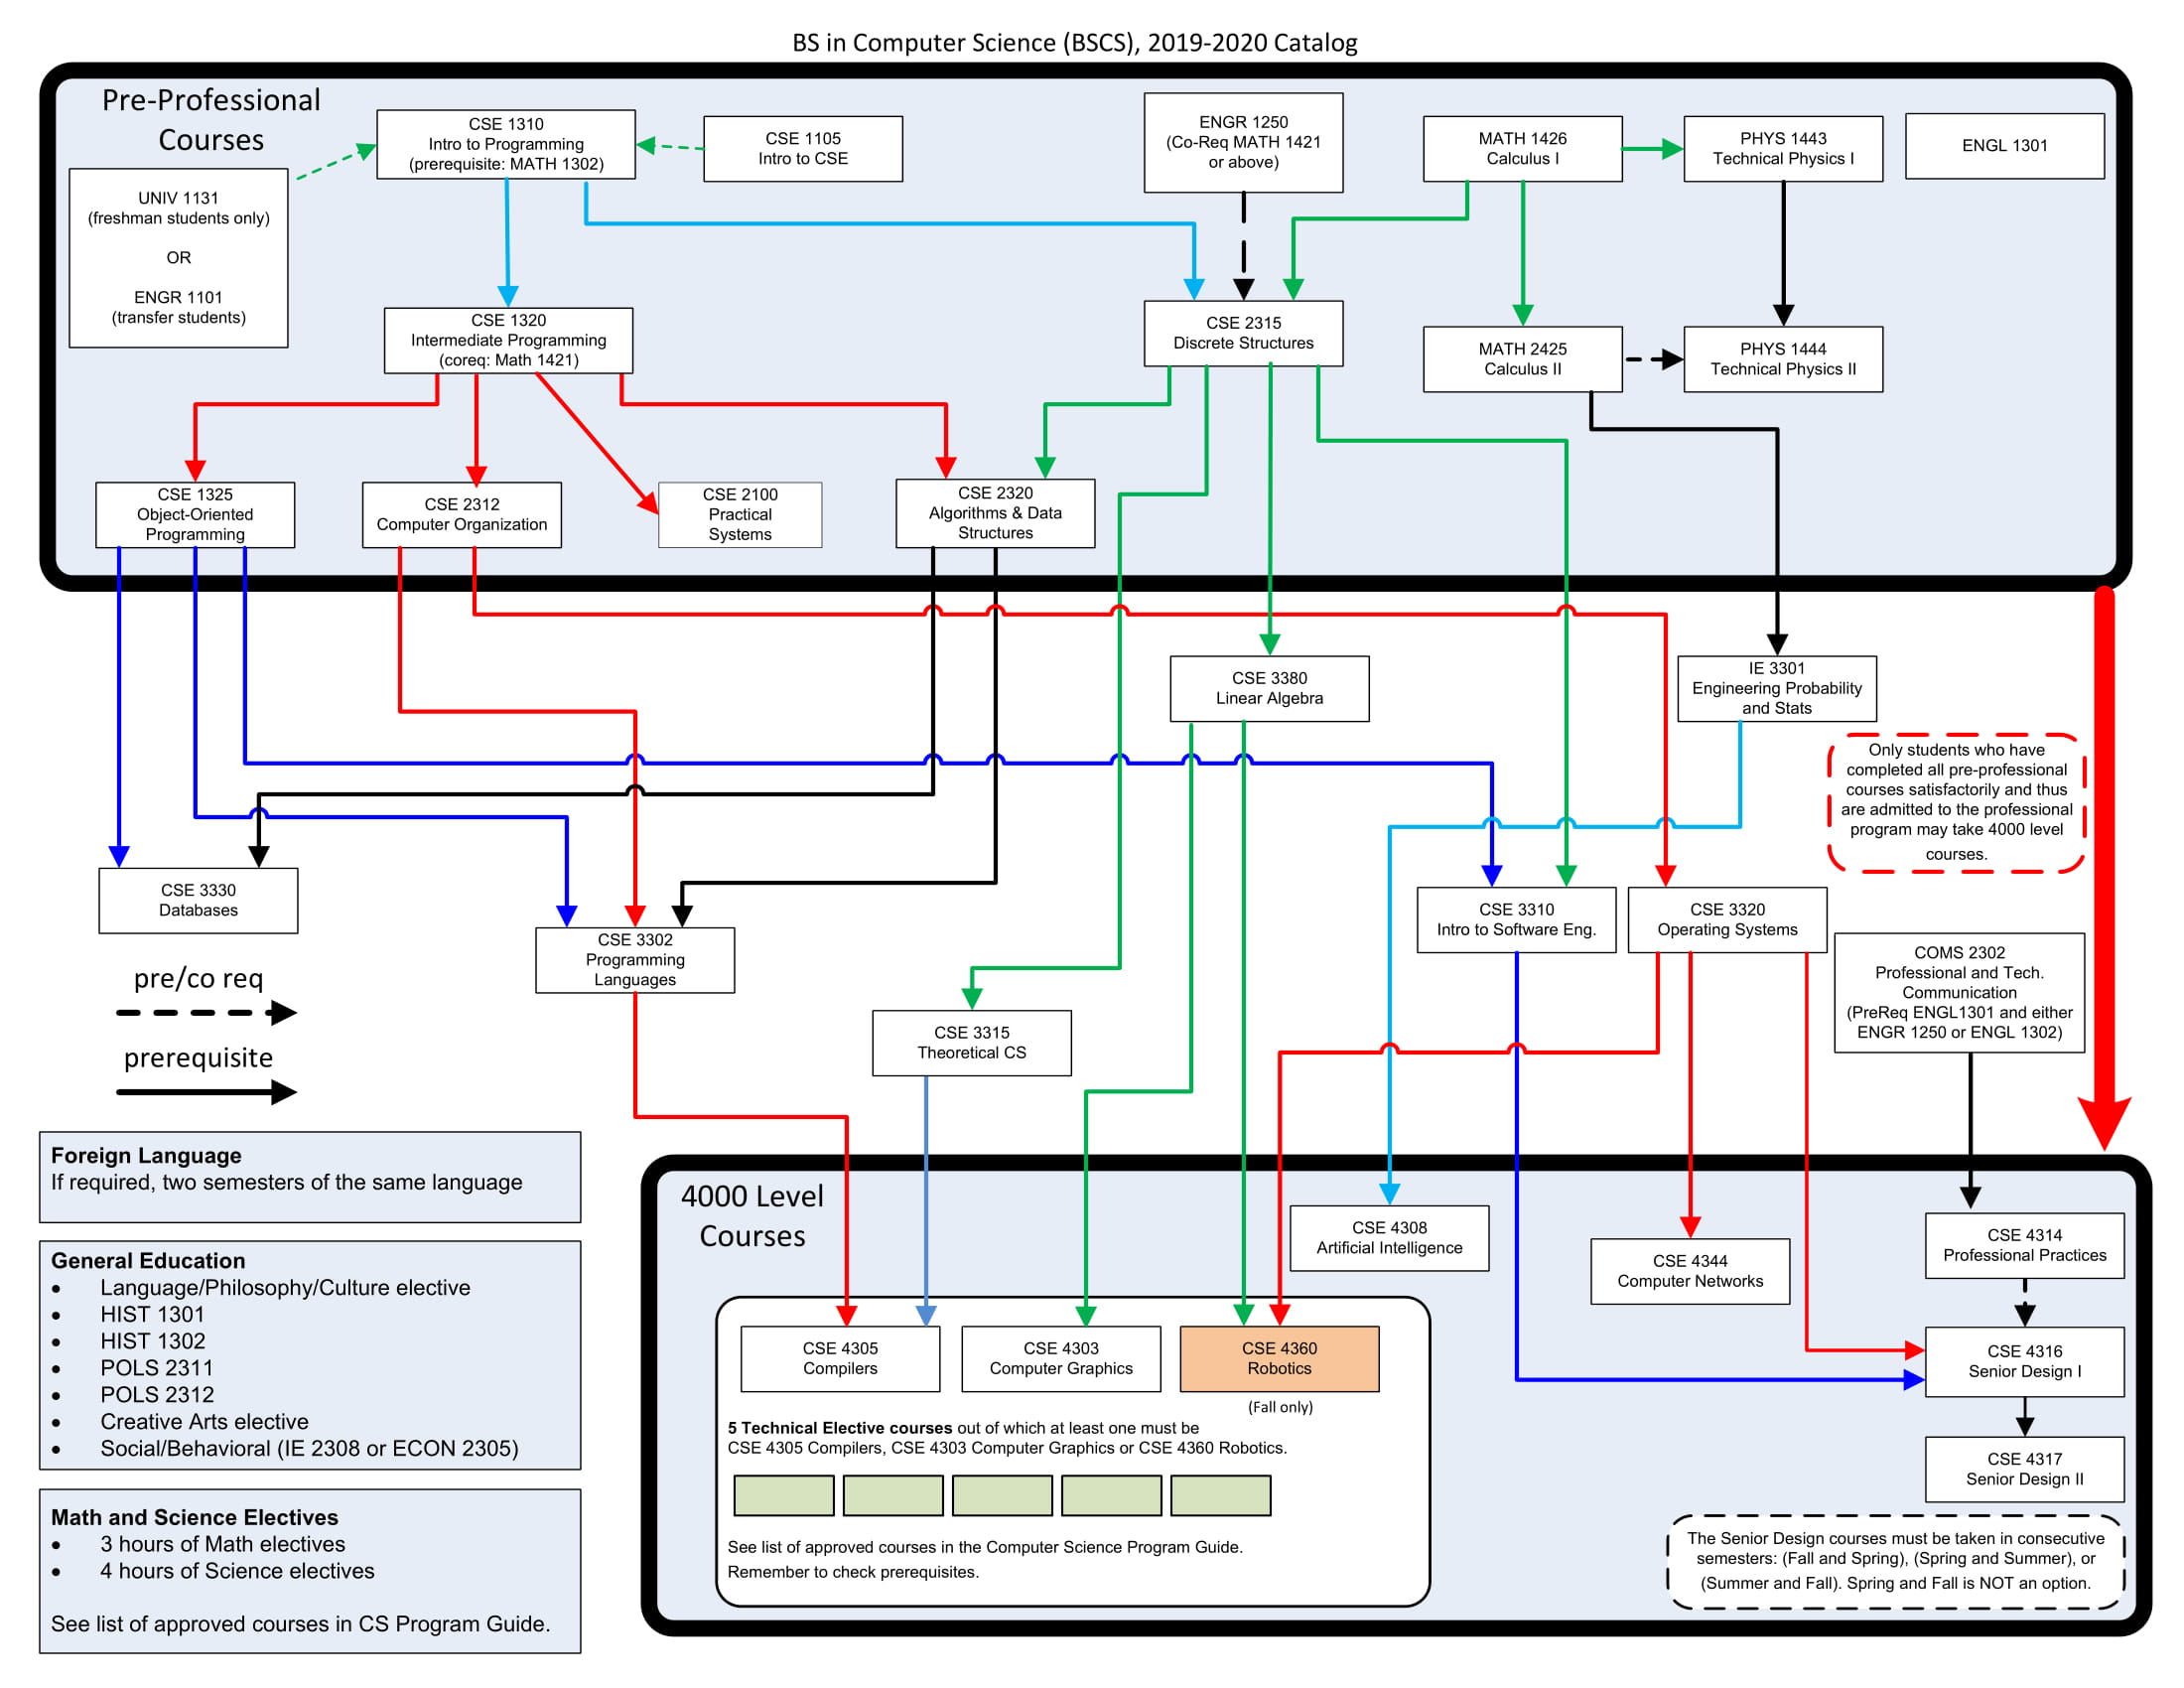 BS in Computer Science (BSCS), 2019-2020 Catalog
Pre-Professional
Courses
CSE 1310
Intro to Programming
(prerequisite: MATH 1302)
CSE 1105
Intro to CSE
ENGR 1250
(Co-Req MATH 1421
or above)
MATH 1426
Calculus I
PHYS 1443
Technical Physics I
ENGL 1301
UNIV 1131
(freshman students only)
OR
ENGR 1101
(transfer students)
CSE 1320
Intermediate Programming
(coreq: Math 1421)
CSE 2315
Discrete Structures
MATH 2425
Calculus II
PHYS 1444
Technical Physics II
CSE 1325
Object-Oriented
Programming
CSE 2312
Computer Organization
CSE 2100
Practical
Systems
CSE 2320
Algorithms & Data
Structures
CSE 3380
Linear Algebra
IE 3301
Engineering Probability
and Stats
Only students who have
completed all pre-professional
courses satisfactorily and thus
are admitted to the professional
program may take 4000 level
courses.
CSE 3330
Databases
CSE 3302
Programming
Languages
CSE 3310
Intro to Software Eng.
CSE 3320
Operating Systems
COMS 2302
Professional and Tech.
Communication
(PreReq ENGL1301 and either
ENGR 1250 or ENGL 1302)
pre/co req
prerequisite
CSE 3315
Theoretical CS
Foreign Language
If required, two semesters of the same language
General Education
• Language/Philosophy/Culture elective
• HIST 1301
• HIST 1302
• POLS 2311
• POLS 2312
• Creative Arts elective
• Social/Behavioral (IE 2308 or ECON 2305)
Math and Science Electives
• 3 hours of Math electives
• 4 hours of Science electives
See list of approved courses in CS Program Guide.
4000 Level
Courses
CSE 4308
Artificial Intelligence
CSE 4344
Computer Networks
CSE 4314
Professional Practices
CSE 4305
Compilers
CSE 4303
Computer Graphics
CSE 4360
Robotics
(Fall only)
CSE 4316
Senior Design I
CSE 4317
Senior Design II
5 Technical Elective courses out of which at least one must be
CSE 4305 Compilers, CSE 4303 Computer Graphics or CSE 4360 Robotics.
See list of approved courses in the Computer Science Program Guide.
Remember to check prerequisites.
The Senior Design courses must be taken in consecutive
semesters: (Fall and Spring), (Spring and Summer), or
(Summer and Fall). Spring and Fall is NOT an option.